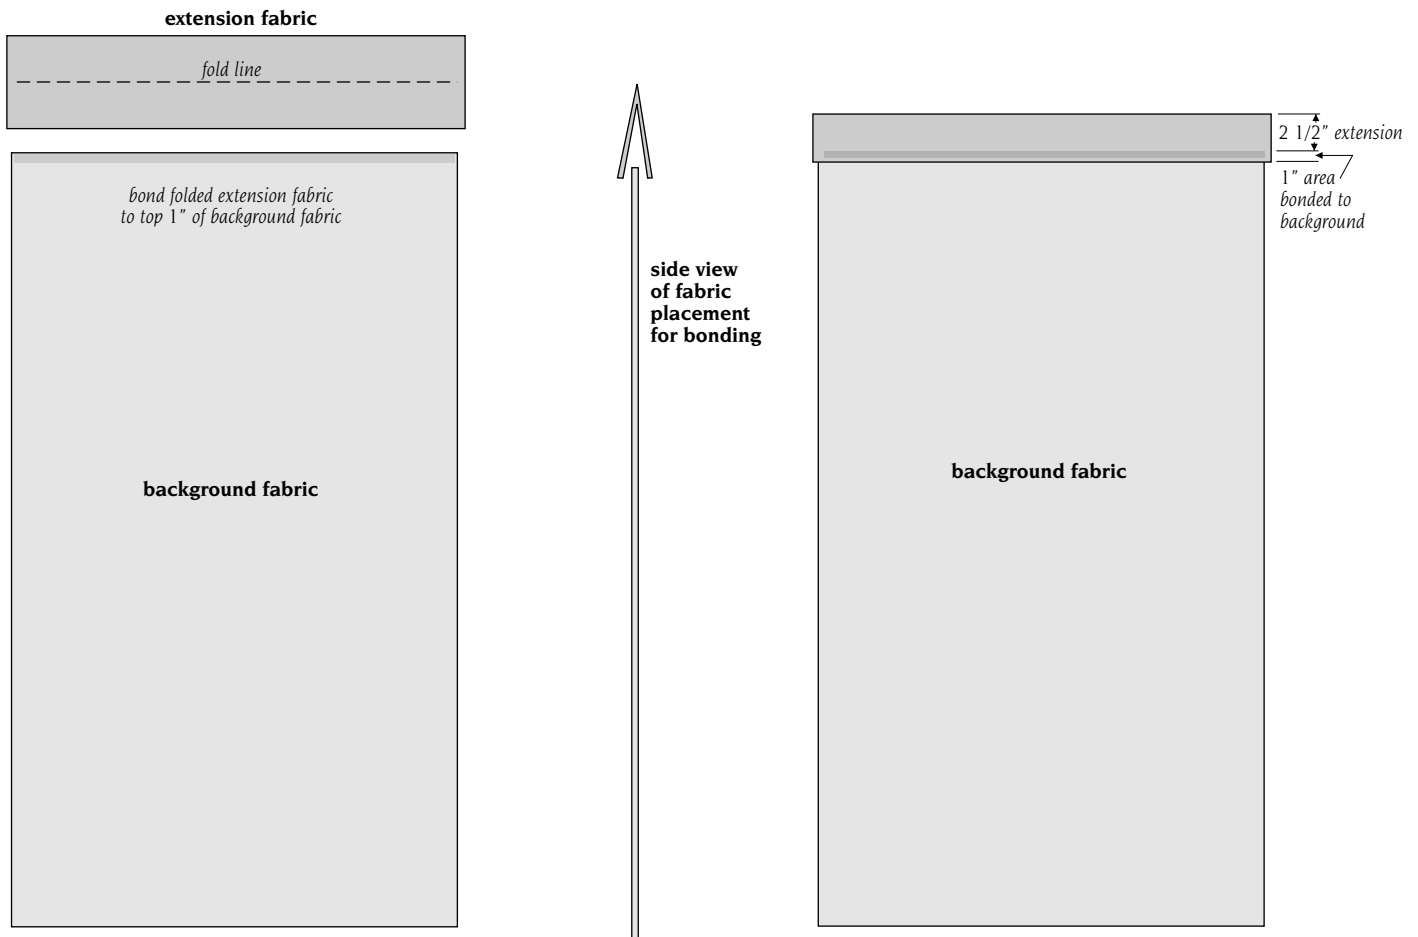 extension fabric
fold line
bond folded extension fabric
to top 1” of background fabric
background fabric
side view
of fabric
placement
for bonding
2 1/2” extension
1” area
bonded to
background
background fabric